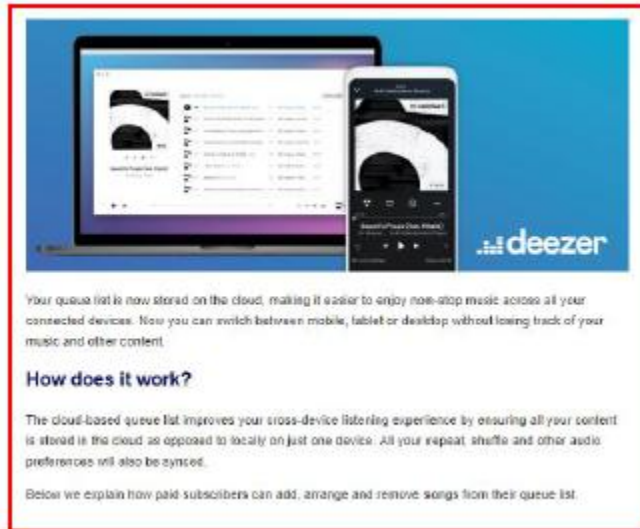 deezer
Your queue list is now stored on the cloud, making it easier to enjoy non-stop music across all your
connected devices. Now you can switch between mobile, tablet or desktop without losing track of your
music and other content.
How does it work?
The cloud-based queue list improves your cross-device listening experience by ensuring all your content
is stored in the cloud as opposed to locally on just one device. All your repeat, shuffle and other audio
preferences will also be synced.
Below we explain how paid subscribers can add, arrange and remove songs from their queue list.